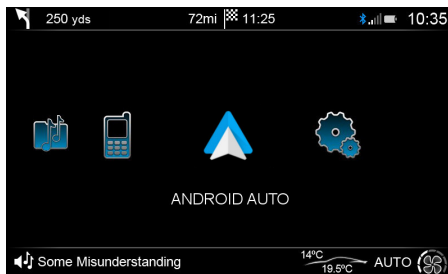 250 yds 72mi 11:25 10:35
ANDROID AUTO
Some Misunderstanding 14°C 19.5°C AUTO